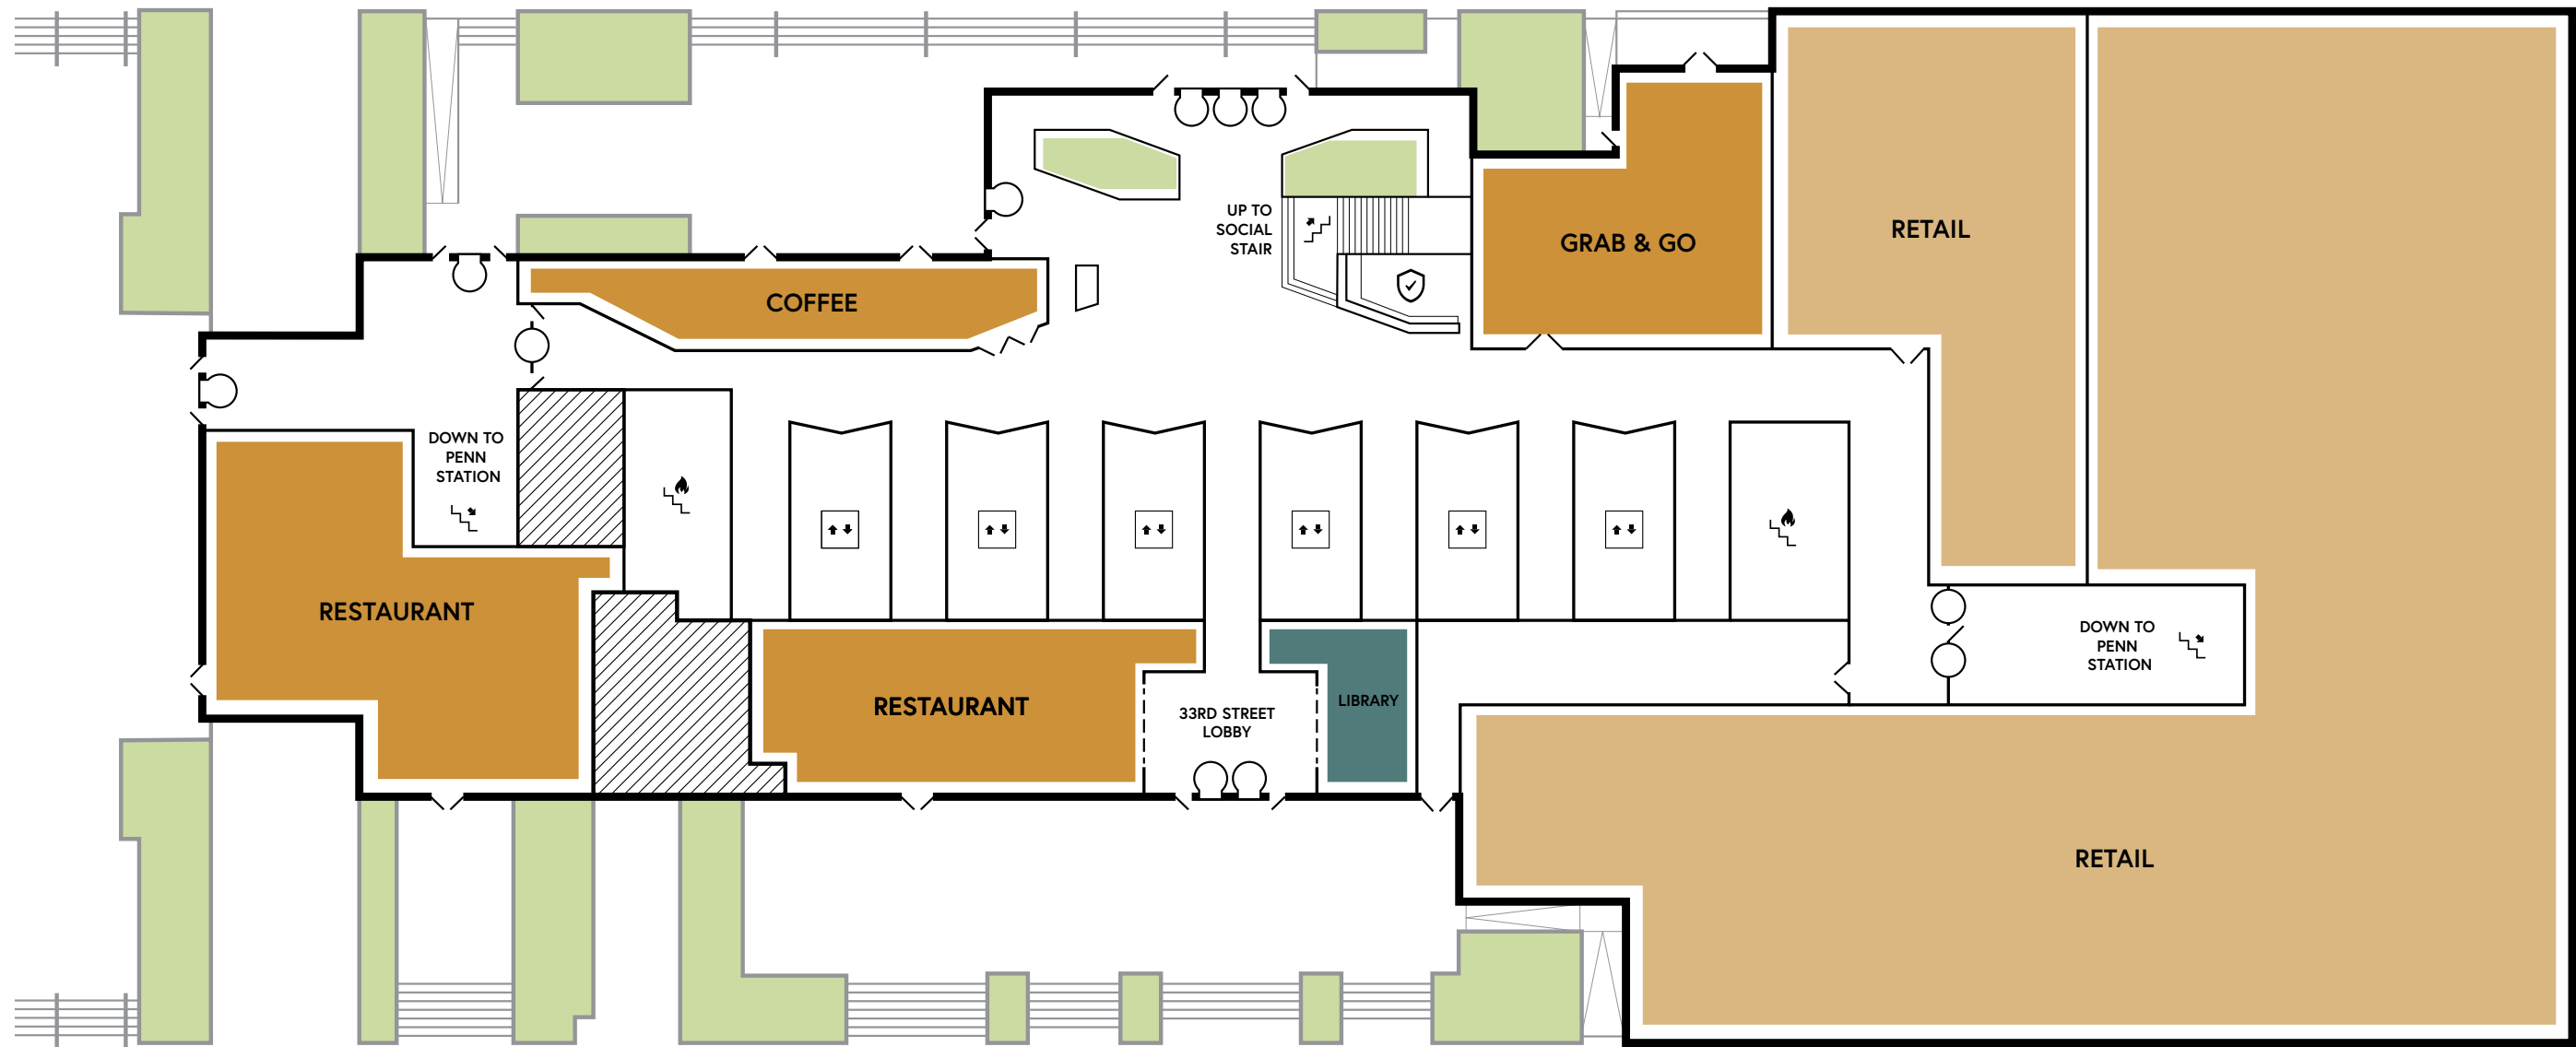 UP TO
SOCIAL
STAIR
GRAB & GO
RETAIL
COFFEE
DOWN TO
PENN
STATION
RESTAURANT
RESTAURANT
33RD STREET
LOBBY
LIBRARY
DOWN TO
PENN
STATION
RETAIL